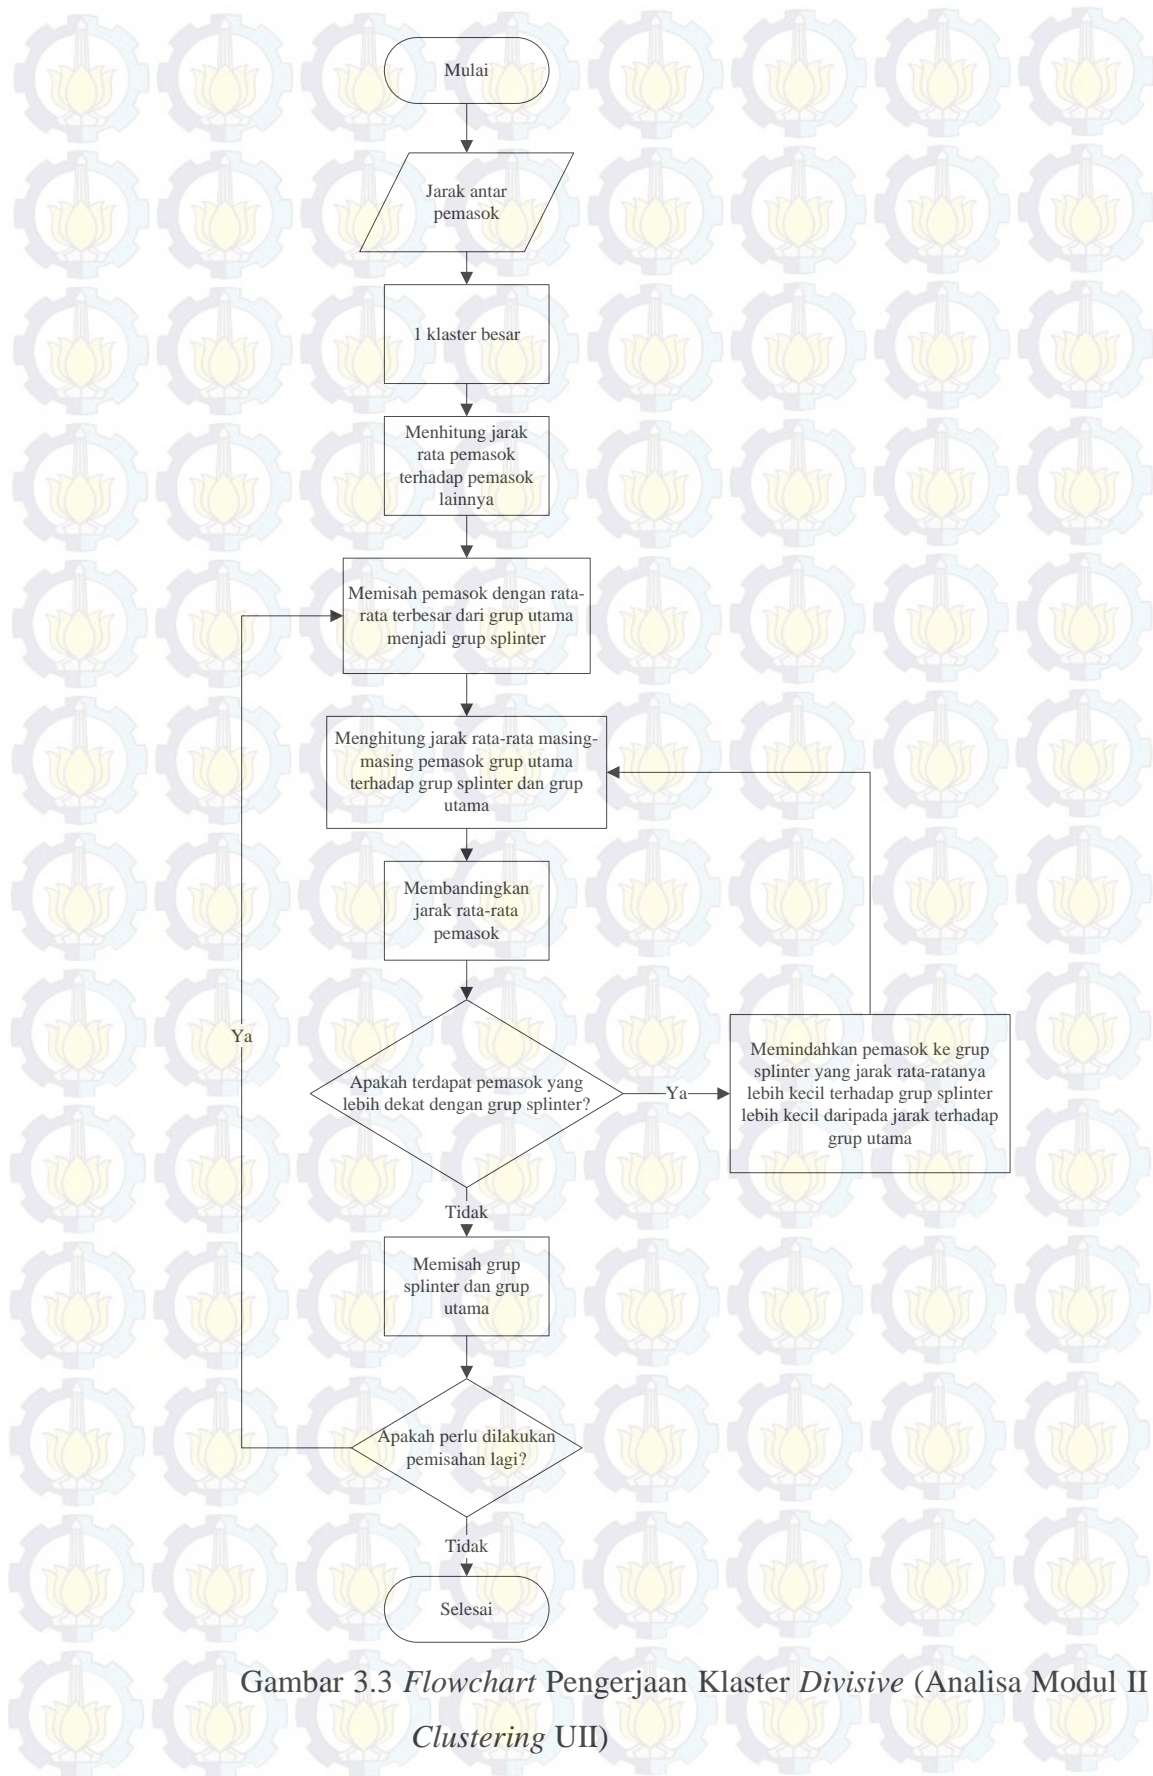 Mulai
Jarak antar
pemasok
1 klaster besar
Menhitung jarak
rata pemasok
terhadap pemasok
lainnya
Memisah pemasok dengan rata-
rata terbesar dari grup utama
menjadi grup splinter
Menghitung jarak rata-rata masing-
masing pemasok grup utama
terhadap grup splinter dan grup
utama
Membandingkan
jarak rata-rata
pemasok
Ya
Apakah terdapat pemasok yang
lebih dekat dengan grup splinter?
Ya
Memindahkan pemasok ke grup
splinter yang jarak rata-ratanya
lebih kecil terhadap grup splinter
lebih kecil daripada jarak terhadap
grup utama
Tidak
Memisah grup
splinter dan grup
utama
Apakah perlu dilakukan
pemisahan lagi?
Tidak
Selesai
Gambar 3.3 Flowchart Pengerjaan Klaster Divisive (Analisa Modul II
Clustering UII)